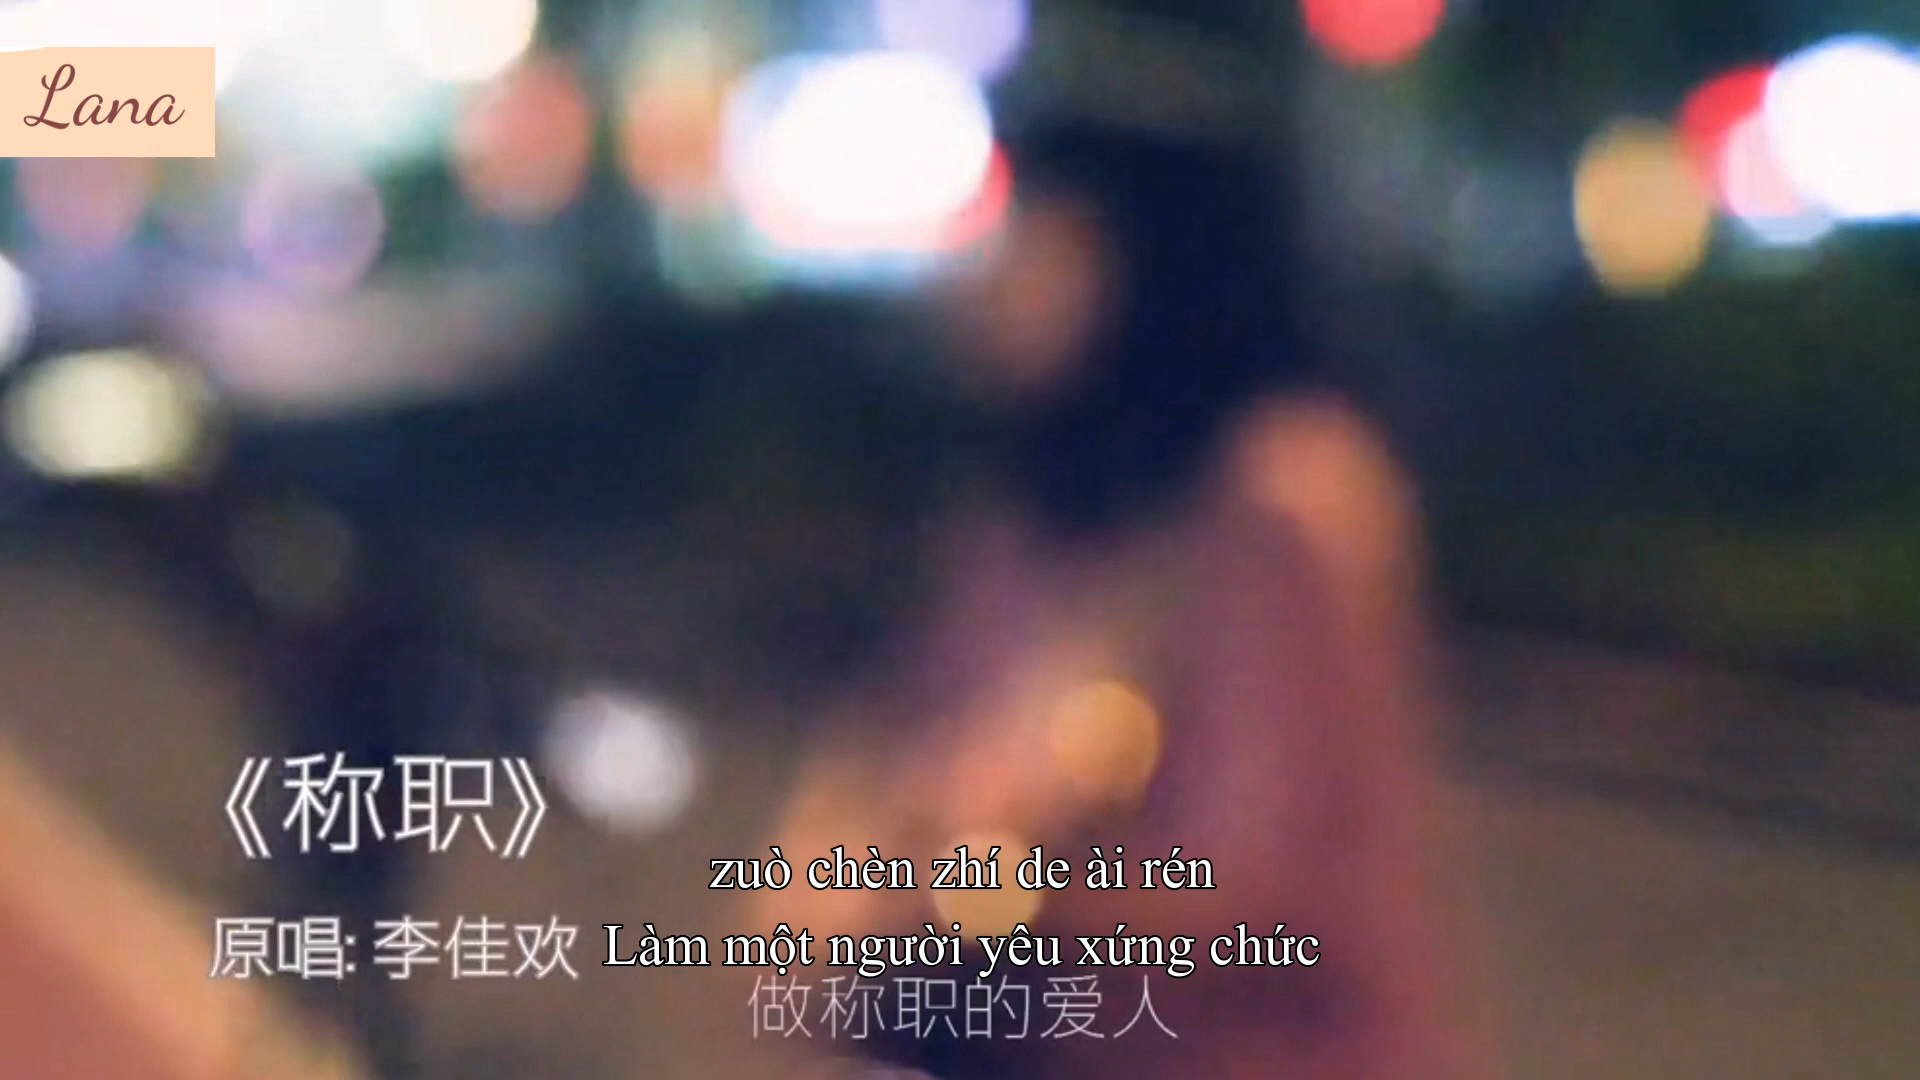 Lana
《称职》
原唱: 李佳欢
zuò chèn zhí de ài rén
Làm một người yêu xứng chức
做称职的爱人